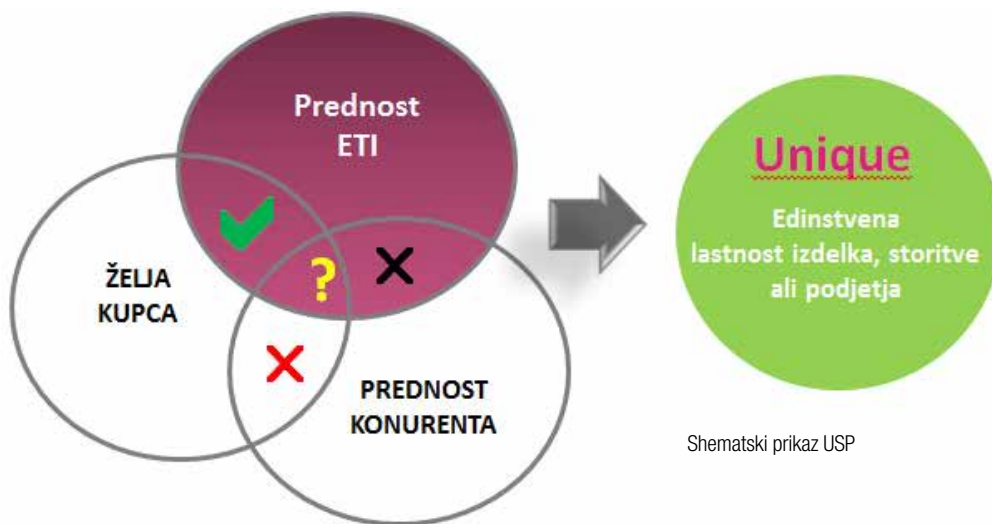 Prednost
ETI
ŽELJA
KUPCA
?
PREDNOST
KONURENTA
Unique
Edinstvena
lastnost izdelka, storitve
ali podjetja
Shematski prikaz USP